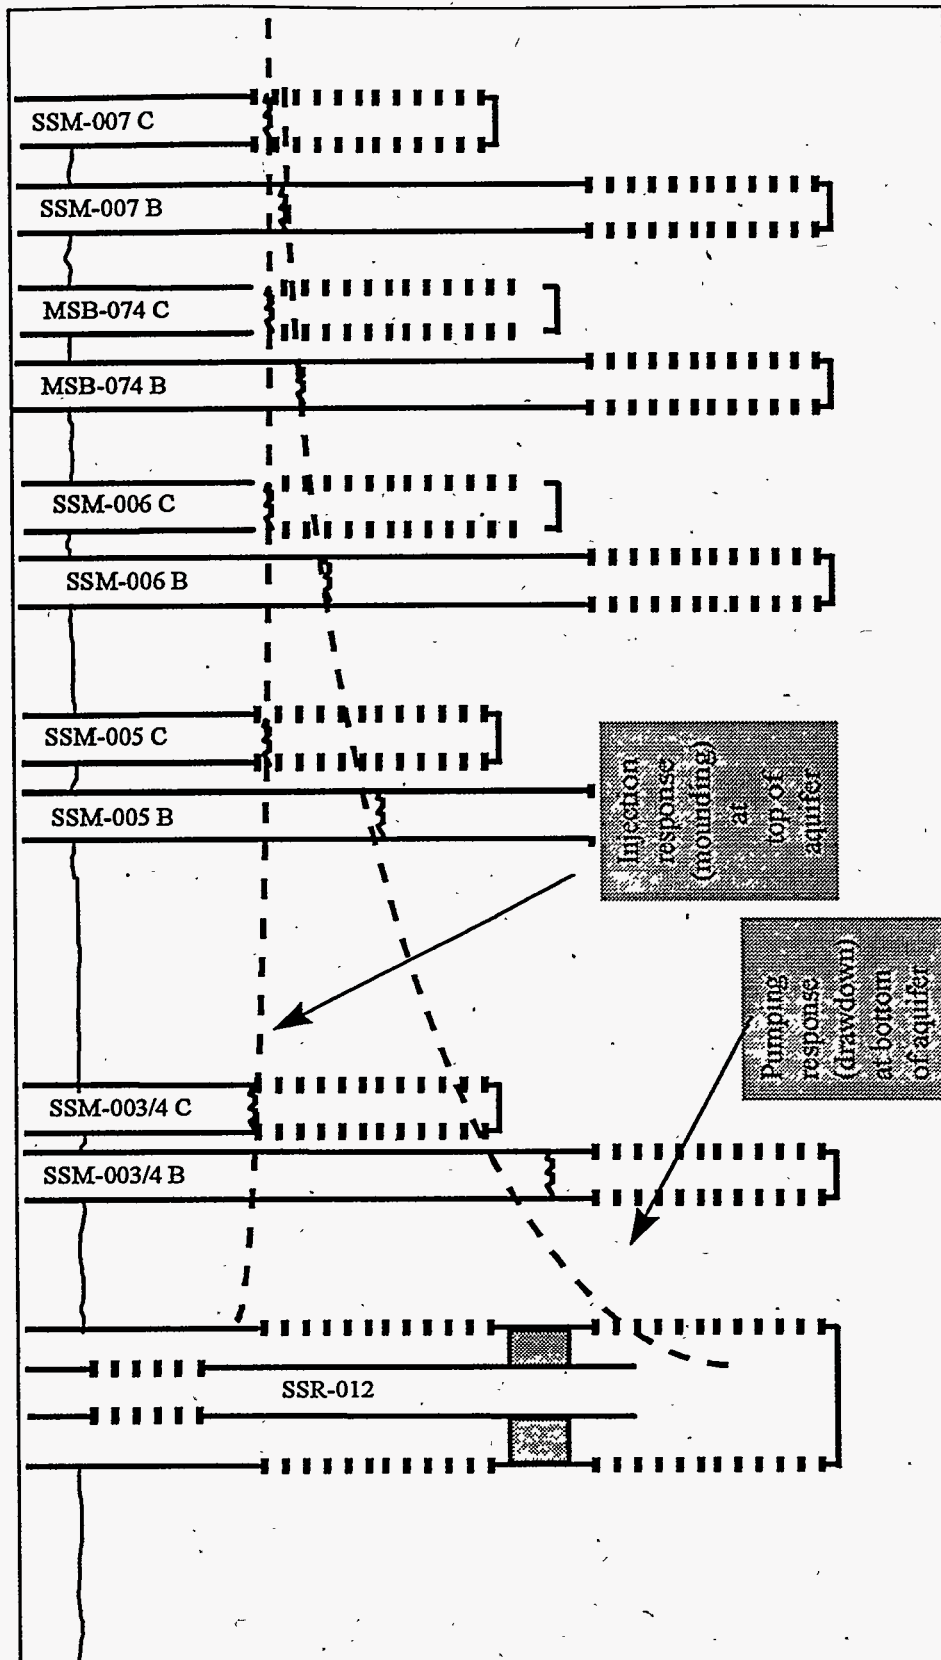 SSM-007 C
SSM-007 B
MSB-074 C
MSB-074 B
SSM-006 C
SSM-006 B
SSM-005 C
SSM-005 B
Injection
response
(mounding)
at
top of
aquifer
Pumping
response
(drawdown)
at bottom
of aquifer
SSM-003/4 C
SSM-003/4 B
SSR-012